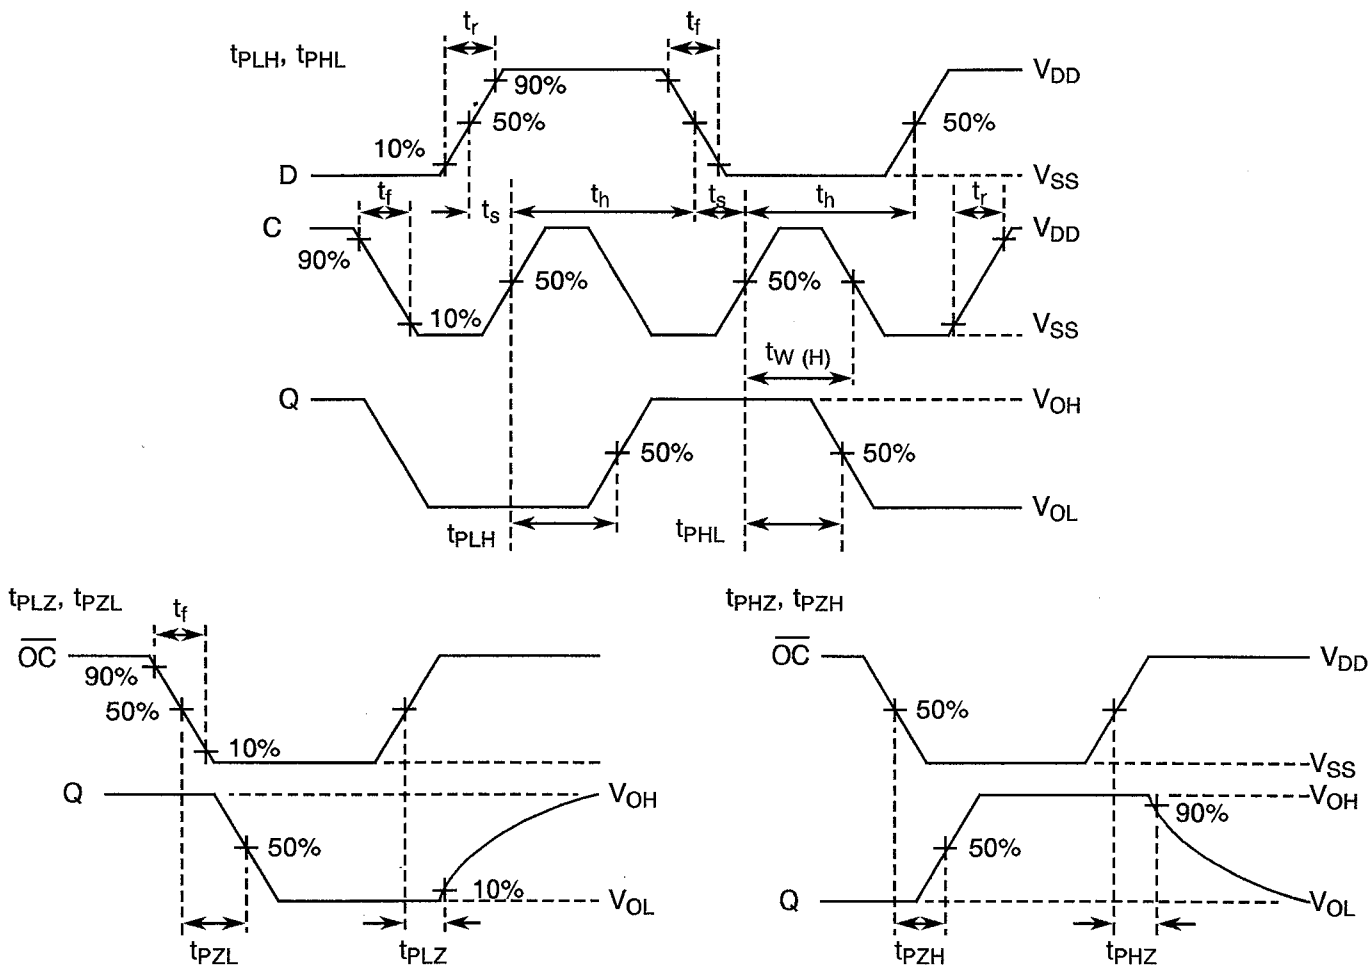 tPLH, tPHL
tr
tf
VDD
90%
50%
50%
10%
D
VSS
tf
ts
th
ts
th
tr
C
VDD
90%
50%
50%
10%
VSS
tW (H)
Q
VOH
50%
50%
VOL
tPLH
tPHL
tPLZ, tPZL
tf
OC
90%
50%
10%
Q
VOH
50%
10%
VOL
tPZL
tPLZ
tPHZ, tPZH
OC
VDD
50%
VSS
VOH
90%
50%
Q
VOL
tPZH
tPHZ